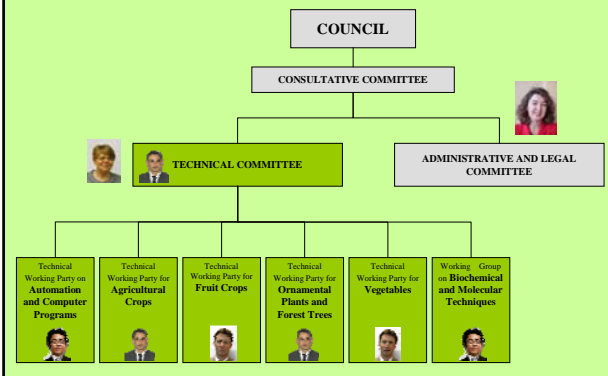 COUNCIL
CONSULTATIVE COMMITTEE
TECHNICAL COMMITTEE
ADMINISTRATIVE AND LEGAL
COMMITTEE
Technical
Working Party on
Automation
and Computer
Programs
Technical
Working Party for
Agricultural
Crops
Technical
Working Party for
Fruit Crops
Technical
Working Party for
Ornamental
Plants and
Forest Trees
Technical
Working Party for
Vegetables
Working Group
on Biochemical
and Molecular
Techniques